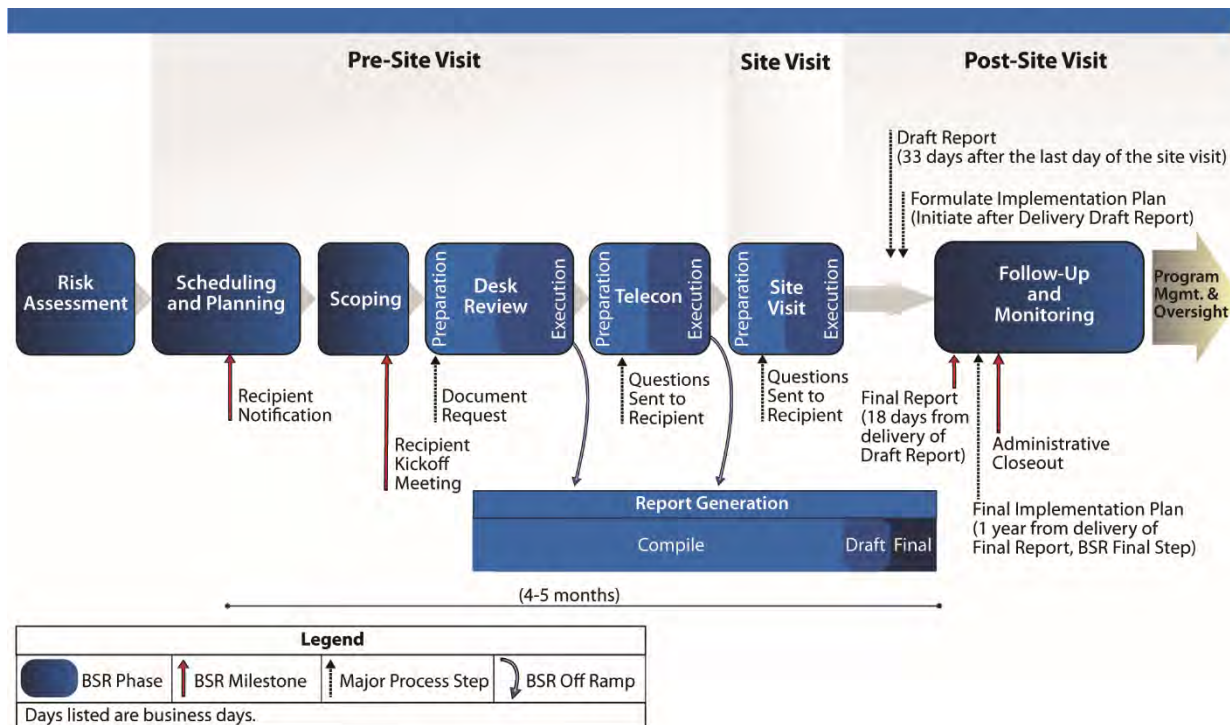 Pre-Site Visit
Site Visit
Post-Site Visit
Draft Report
(33 days after the last day of the site visit)
Formulate Implementation Plan
(Initiate after Delivery Draft Report)
Risk
Assessment
Scheduling
and Planning
Scoping
Preparation
Desk
Review
Execution
Preparation
Telecon
Execution
Preparation
Site
Visit
Execution
Follow-Up
and
Monitoring
Program
Mgmt. &
Oversight
Recipient
Notification
Recipient
Kickoff
Meeting
Document
Request
Questions
Sent to
Recipient
Questions
Sent to
Recipient
Final Report
(18 days from
delivery of
Draft Report)
Administrative
Closeout
Final Implementation Plan
(1 year from delivery of
Final Report, BSR Final Step)
Report Generation
Compile
Draft
Final
(4-5 months)
Legend
BSR Phase
BSR Milestone
Major Process Step
BSR Off Ramp
Days listed are business days.